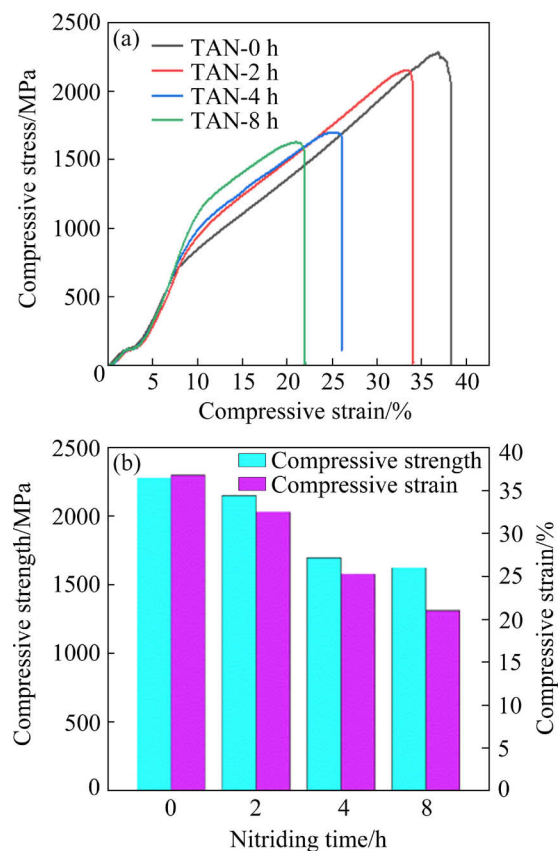 (a)
TAN-0 h
TAN-2 h
TAN-4 h
TAN-8 h
2500
2000
1500
1000
500
0
Compressive stress/MPa
5 10 15 20 25 30 35 40
Compressive strain/%
(b)
Compressive strength
Compressive strain
2500
2000
1500
1000
500
0
Compressive strength/MPa
40
35
30
25
20
15
10
5
0
Compressive strain/%
0 2 4 8
Nitriding time/h